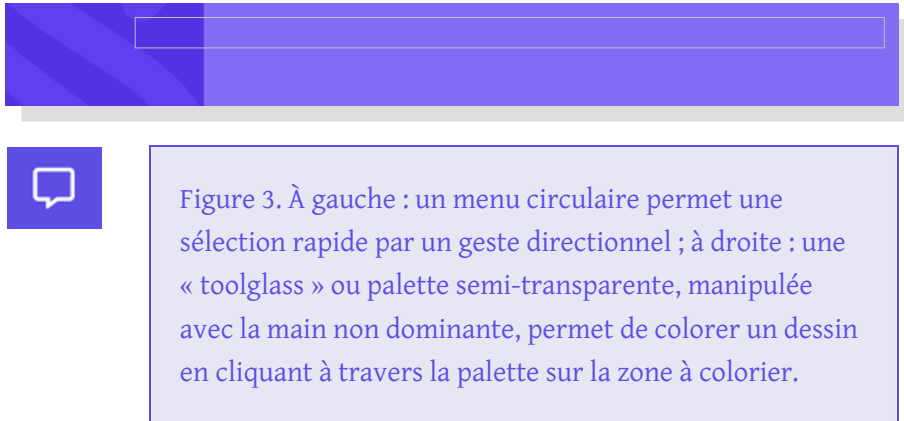 Figure 3. À gauche : un menu circulaire permet une
sélection rapide par un geste directionnel ; à droite : une
« toolglass » ou palette semi-transparente, manipulée
avec la main non dominante, permet de colorer un dessin
en cliquant à travers la palette sur la zone à colorier.